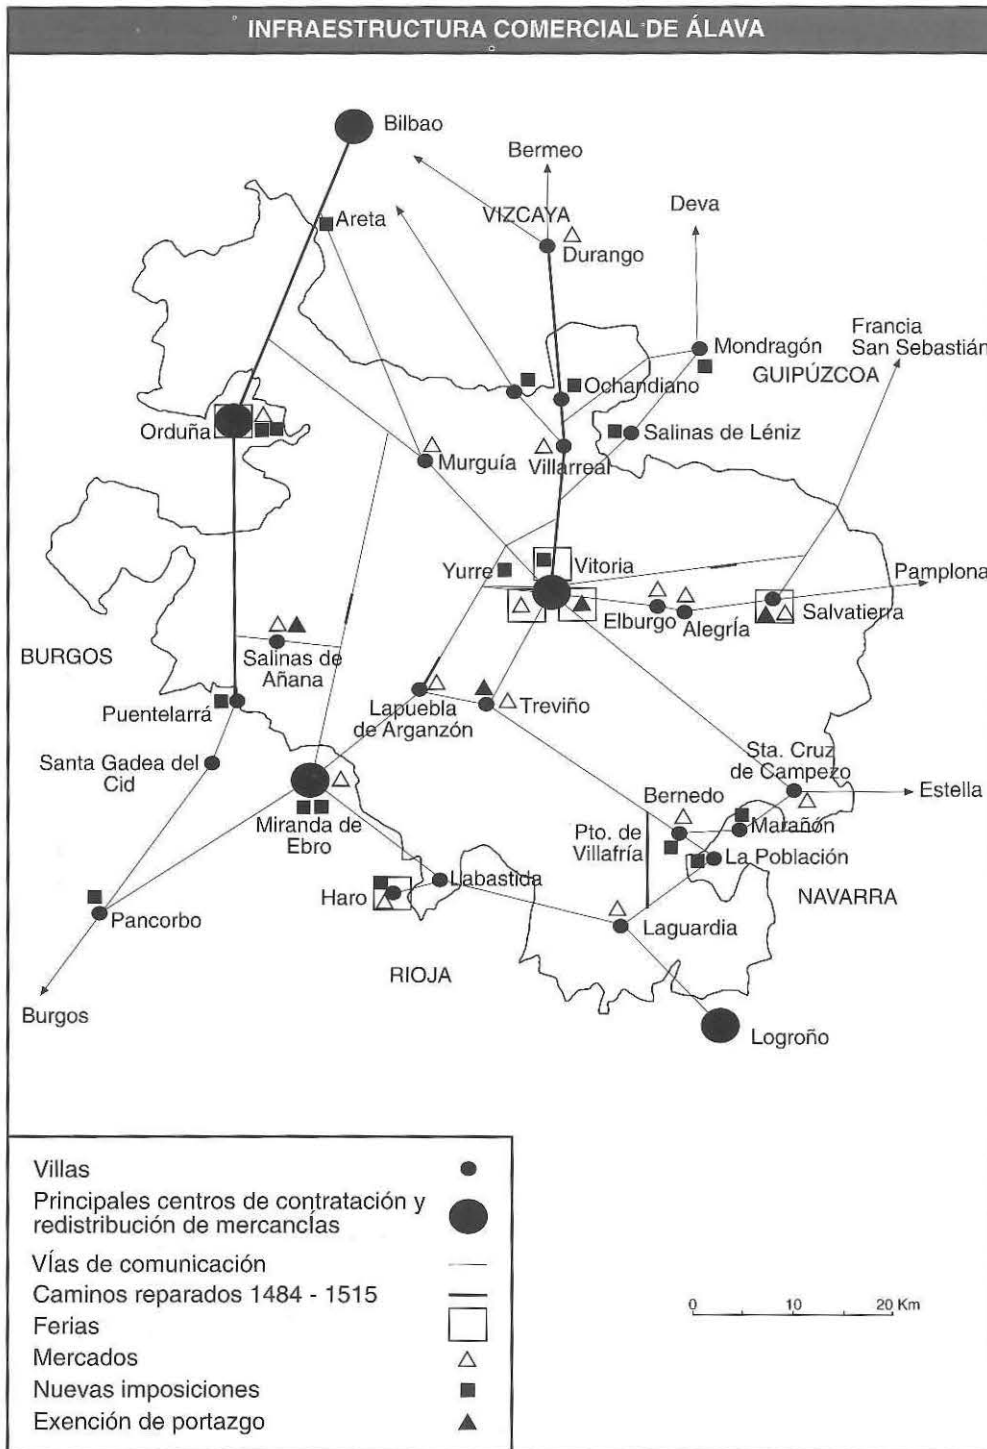 INFRAESTRUCTURA COMERCIAL DE ÁLAVA
Bilbao
Bermeo
Deva
Areta
VIZCAYA
Durango
Francia
San Sebastián
Mondragón
GUIPÚZCOA
Ochandiano
Orduña
Salinas de Léniz
Murguía
Villarreal
Yurre
Vitoria
Pamplona
Elburgo
AlegrÍa
Salvatierra
BURGOS
Salinas de
Añana
Puentelarrá
Lapuebla
de Arganzón
Treviño
Santa Gadea del
Cid
Sta. Cruz
de Campezo
Estella
Bernedo
Miranda de
Ebro
Pto. de
Villafría
Marañón
La Población
Labastida
Haro
NAVARRA
Pancorbo
Laguardia
RIOJA
Burgos
Logroño
Villas
Principales centros de contratación y
redistribución de mercancÍas
VÍas de comunicación
Caminos reparados 1484 - 1515
Ferias
Mercados
Nuevas imposiciones
Exención de portazgo
0 10 20 Km